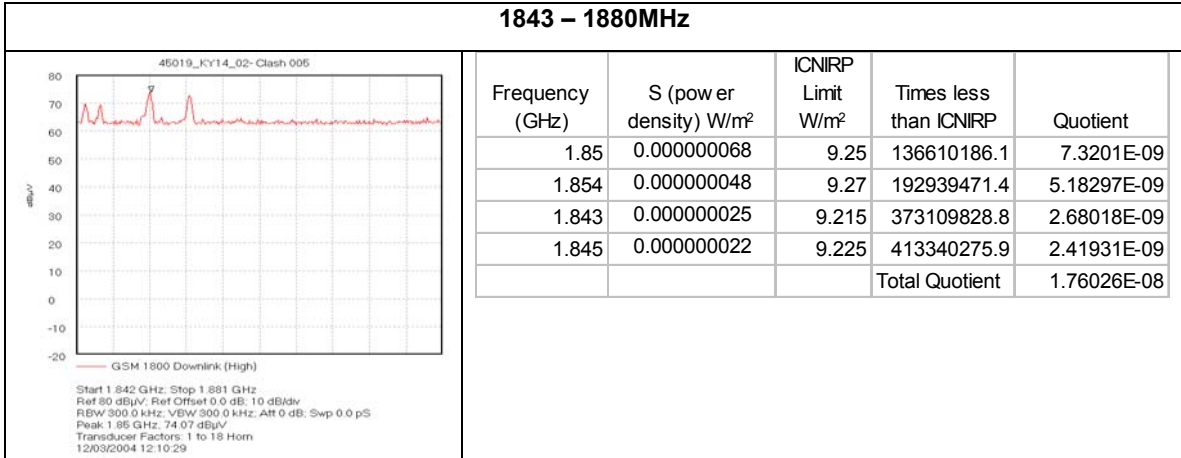 1843 – 1880MHz
45019_KY14_02- Clash 005
80
70
60
50
40
30
20
10
0
-10
-20
dBµV
GSM 1800 Downlink (High)
Start 1.842 GHz; Stop 1.881 GHz
Ref 80 dBµV; Ref Offset 0.0 dB; 10 dB/div
RBW 300.0 kHz; VBW 300.0 kHz; Att 0 dB; Swp 0.0 pS
Peak 1.85 GHz, 74.07 dBµV
Transducer Factors: 1 to 18 Horn
12/03/2004 12:10:29
Frequency (GHz) S (pow er density) W/m² ICNIRP Limit W/m² Times less than ICNIRP Quotient
1.85 0.000000068 9.25 136610186.1 7.3201E-09
1.854 0.000000048 9.27 192939471.4 5.18297E-09
1.843 0.000000025 9.215 373109828.8 2.68018E-09
1.845 0.000000022 9.225 413340275.9 2.41931E-09
Total Quotient 1.76026E-08